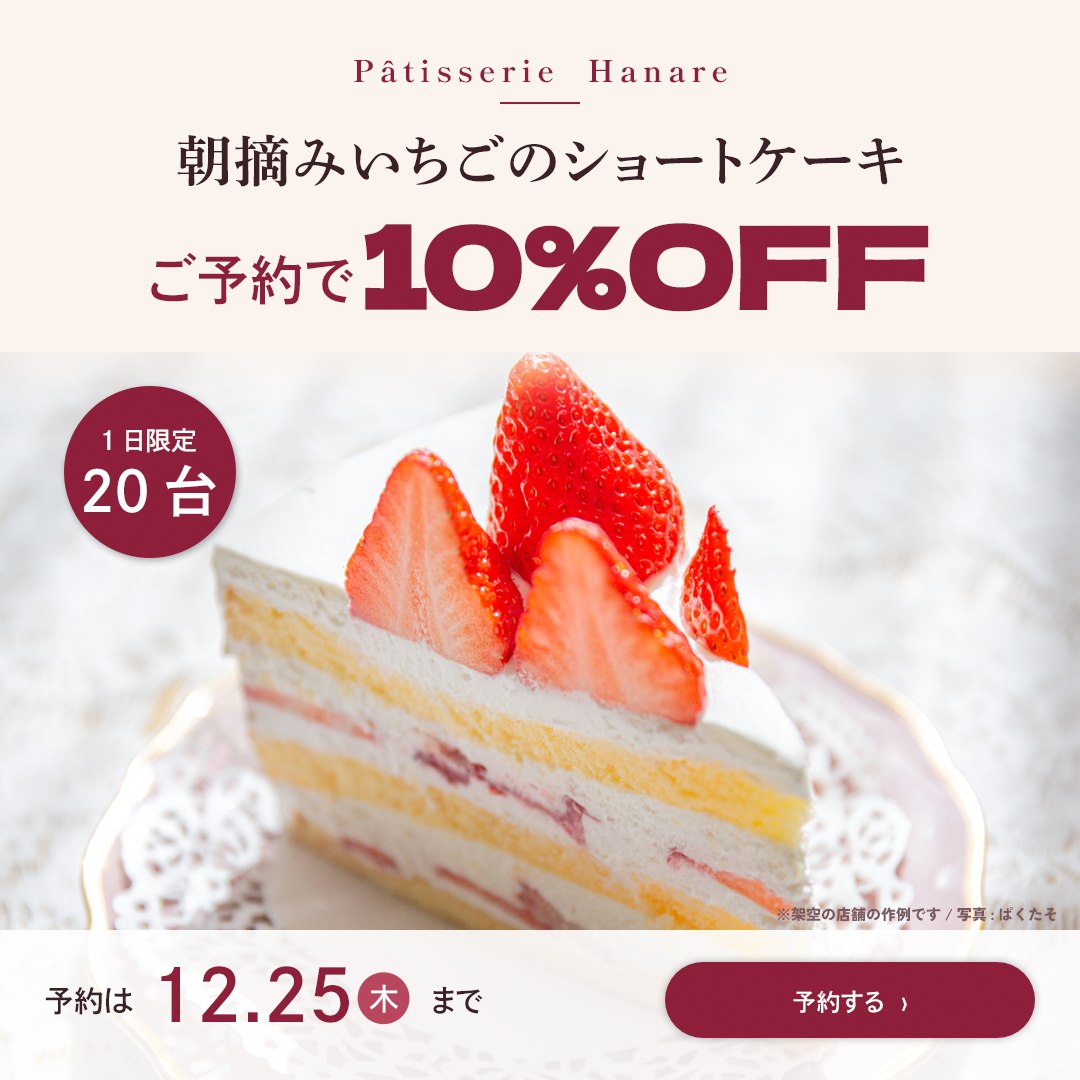 Pâtisserie Hanare
朝摘みいちごのショートケーキ
ご予約で10%OFF
1日限定
20台
※架空の店舗の作例です / 写真：ぱくたそ
予約は 12.25 木 まで
予約する ›